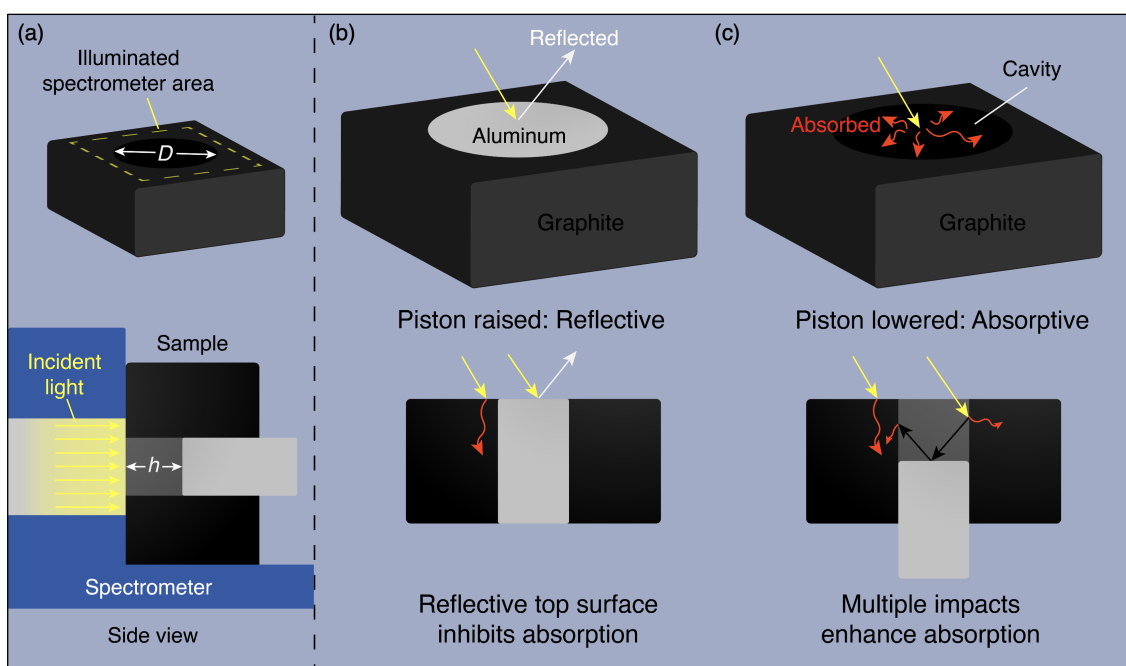 (a)
Illuminated
spectrometer area
D
Sample
Incident
light
h
Spectrometer
Side view
(b)
Reflected
Aluminum
Graphite
Piston raised: Reflective
Reflective top surface
inhibits absorption
(c)
Cavity
Absorbed
Graphite
Piston lowered: Absorptive
Multiple impacts
enhance absorption